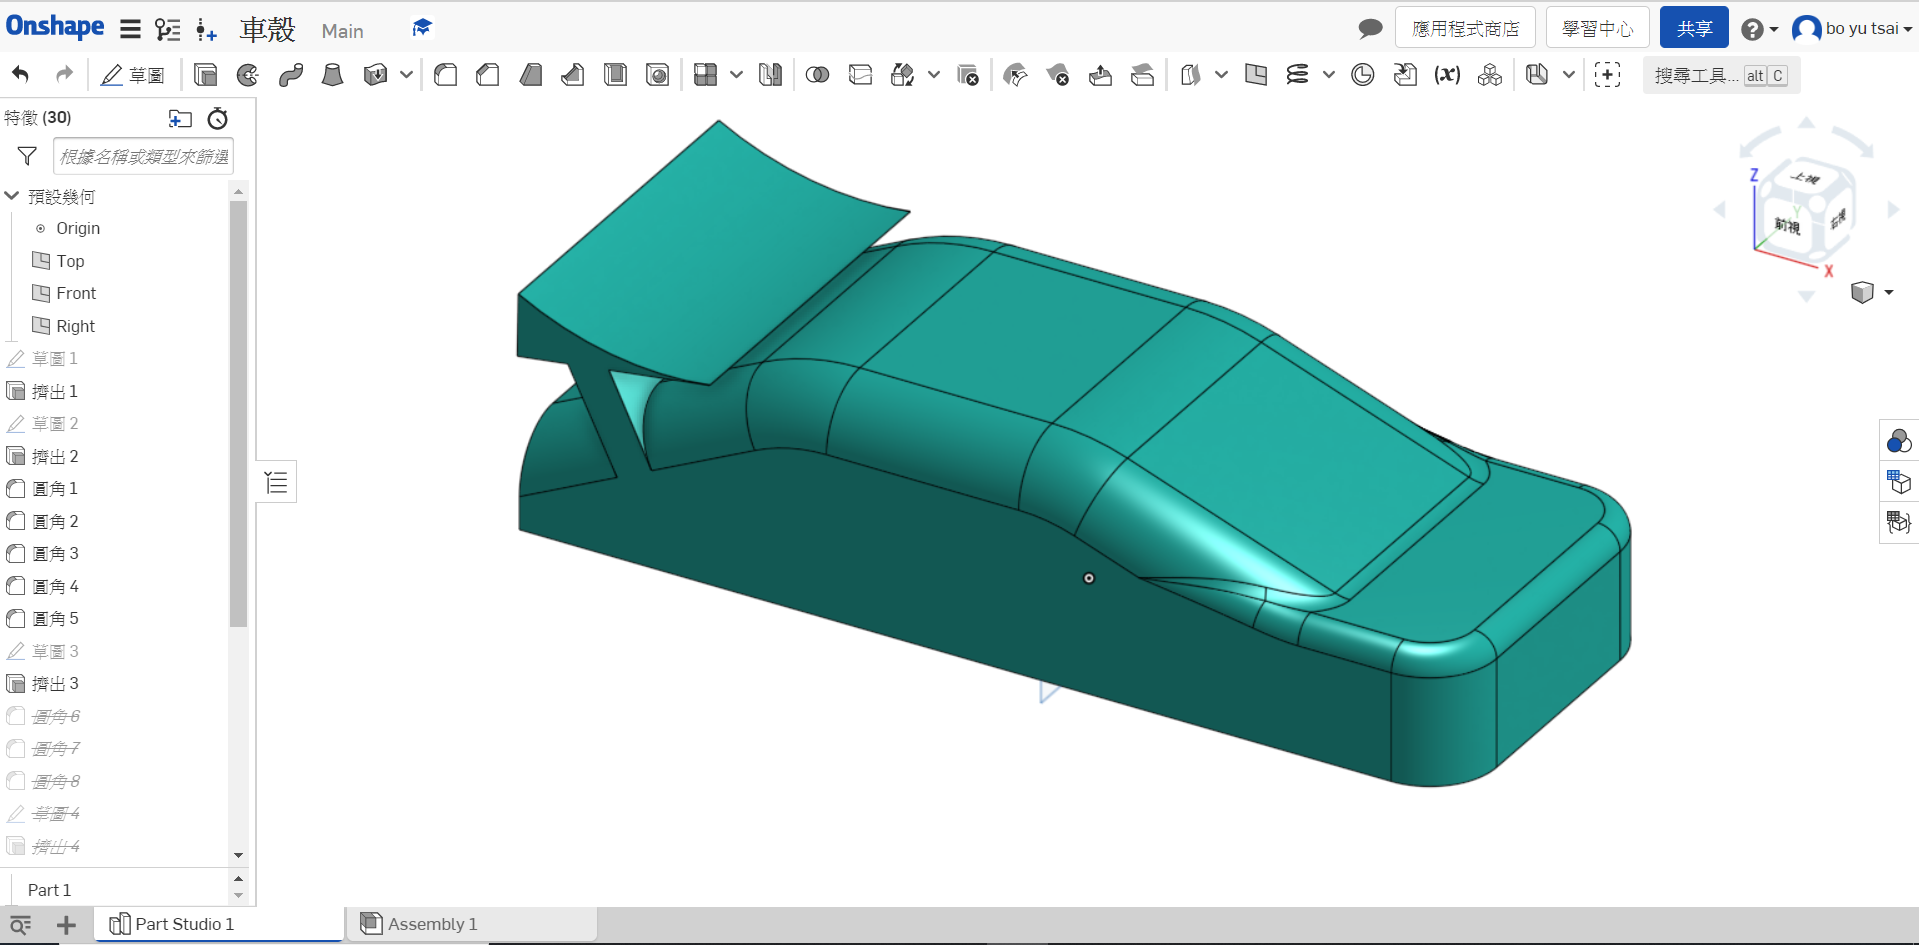 Onshape 車殼 Main 應用程式商店 學習中心 共享 bo yu tsai
草圖 (x) 搜尋工具... alt C
特徵 (30)
根據名稱或類型來篩選
預設幾何
Origin
Top
Front
Right
草圖 1
擠出 1
草圖 2
擠出 2
圓角 1
圓角 2
圓角 3
圓角 4
圓角 5
草圖 3
擠出 3
圓角 6
圓角 7
圓角 8
草圖 4
擠出 4
Part 1
Z
上視
Y
前視
右視
X
Part Studio 1 Assembly 1